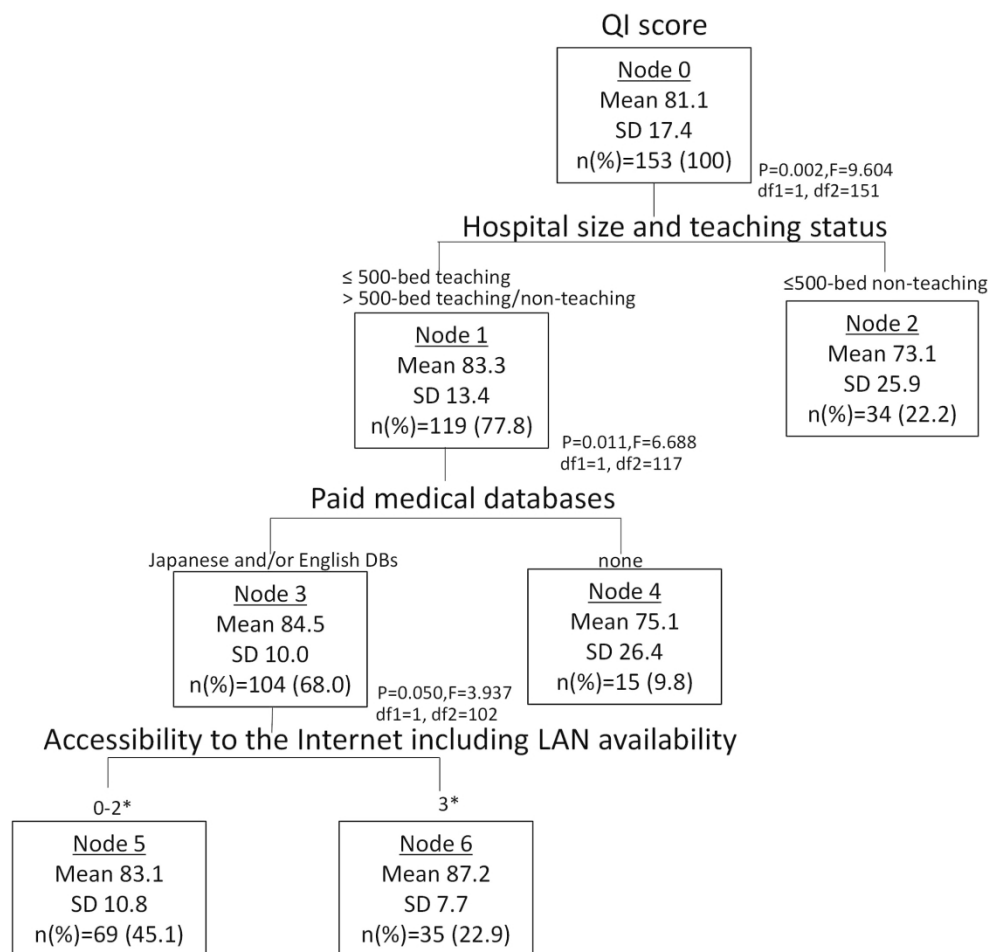 QI score
Node 0
Mean 81.1
SD 17.4
n(%)=153 (100)
P=0.002,F=9.604
df1=1, df2=151
Hospital size and teaching status
≤ 500-bed teaching
> 500-bed teaching/non-teaching
≤500-bed non-teaching
Node 1
Mean 83.3
SD 13.4
n(%)=119 (77.8)
Node 2
Mean 73.1
SD 25.9
n(%)=34 (22.2)
P=0.011,F=6.688
df1=1, df2=117
Paid medical databases
Japanese and/or English DBs
none
Node 3
Mean 84.5
SD 10.0
n(%)=104 (68.0)
Node 4
Mean 75.1
SD 26.4
n(%)=15 (9.8)
P=0.050,F=3.937
df1=1, df2=102
Accessibility to the Internet including LAN availability
0-2*
3*
Node 5
Mean 83.1
SD 10.8
n(%)=69 (45.1)
Node 6
Mean 87.2
SD 7.7
n(%)=35 (22.9)